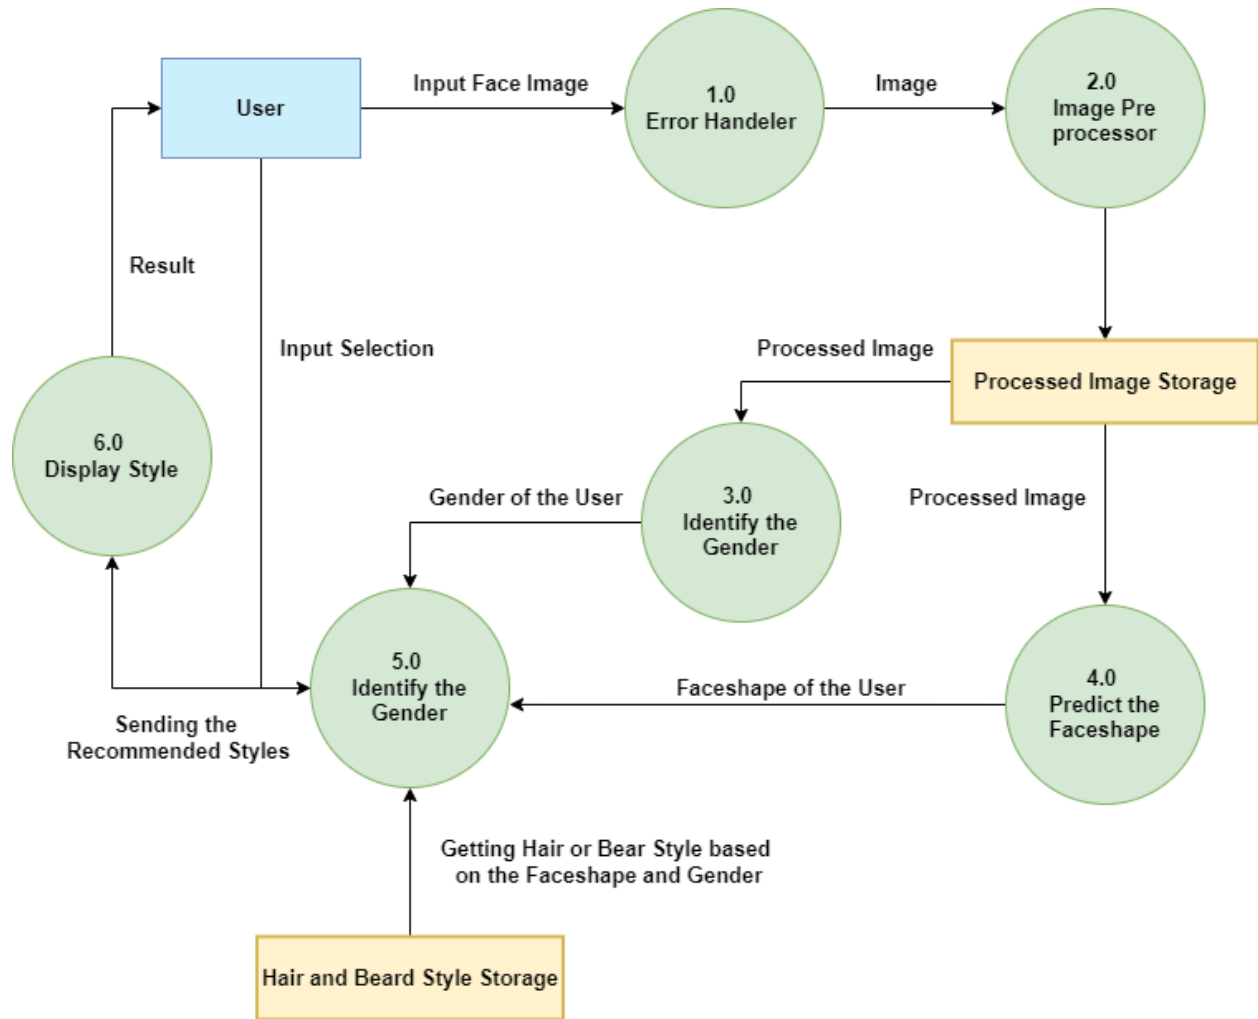 User
Input Face Image
1.0
Error Handeler
Image
2.0
Image Pre
processor
Result
Input Selection
Processed Image
Processed Image Storage
6.0
Display Style
Gender of the User
3.0
Identify the
Gender
Processed Image
5.0
Identify the
Gender
Faceshape of the User
4.0
Predict the
Faceshape
Sending the
Recommended Styles
Getting Hair or Bear Style based
on the Faceshape and Gender
Hair and Beard Style Storage